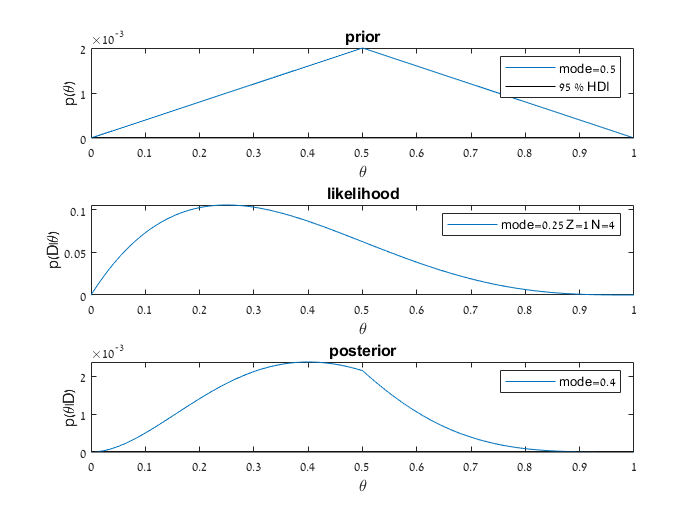 prior
×10⁻³
2
1
0
p(θ)
mode=0.5
95 % HDI
0 0.1 0.2 0.3 0.4 0.5 0.6 0.7 0.8 0.9 1
θ
likelihood
0.1
0.05
0
p(D|θ)
mode=0.25 Z=1 N=4
0 0.1 0.2 0.3 0.4 0.5 0.6 0.7 0.8 0.9 1
θ
posterior
×10⁻³
2
1
0
p(θ|D)
mode=0.4
0 0.1 0.2 0.3 0.4 0.5 0.6 0.7 0.8 0.9 1
θ